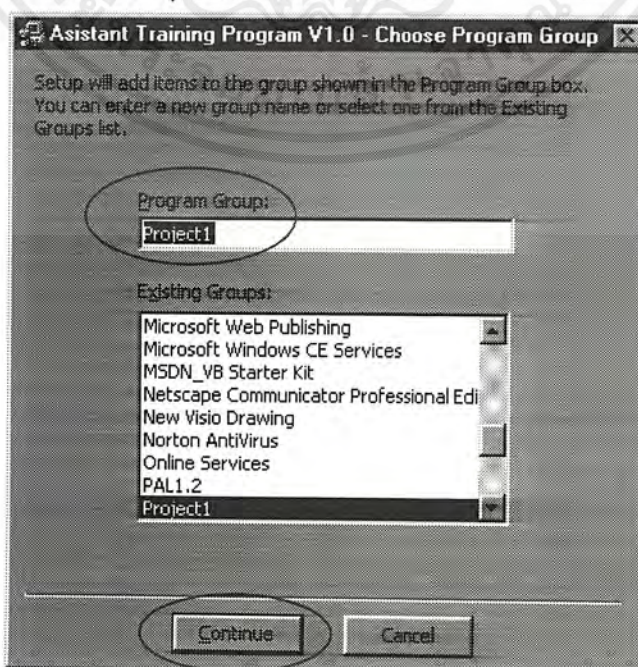 Asistant Training Program V1.0 - Choose Program Group
Setup will add items to the group shown in the Program Group box.
You can enter a new group name or select one from the Existing
Groups list.
Program Group:
Project1
Existing Groups:
Microsoft Web Publishing
Microsoft Windows CE Services
MSDN_VB Starter Kit
Netscape Communicator Professional Edi
New Visio Drawing
Norton AntiVirus
Online Services
PAL1.2
Project1
Continue
Cancel